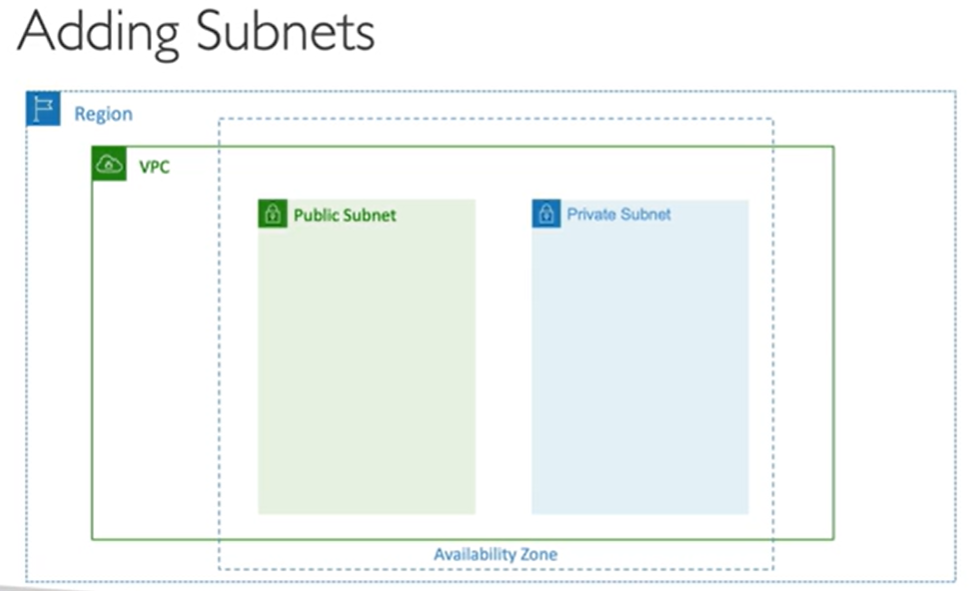 Adding Subnets
Region
VPC
Public Subnet
Private Subnet
Availability Zone